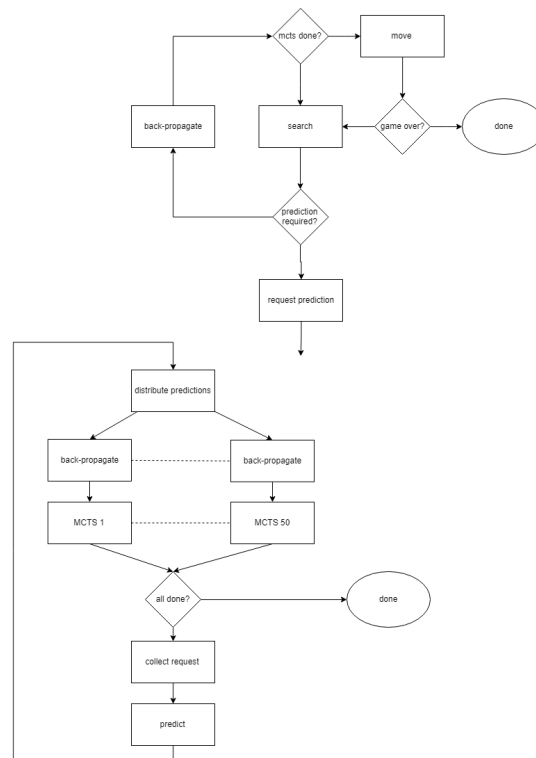 mcts done?
move
back-propagate
search
game over?
done
prediction
required?
request prediction
distribute predictions
back-propagate
back-propagate
MCTS 1
MCTS 50
all done?
done
collect request
predict